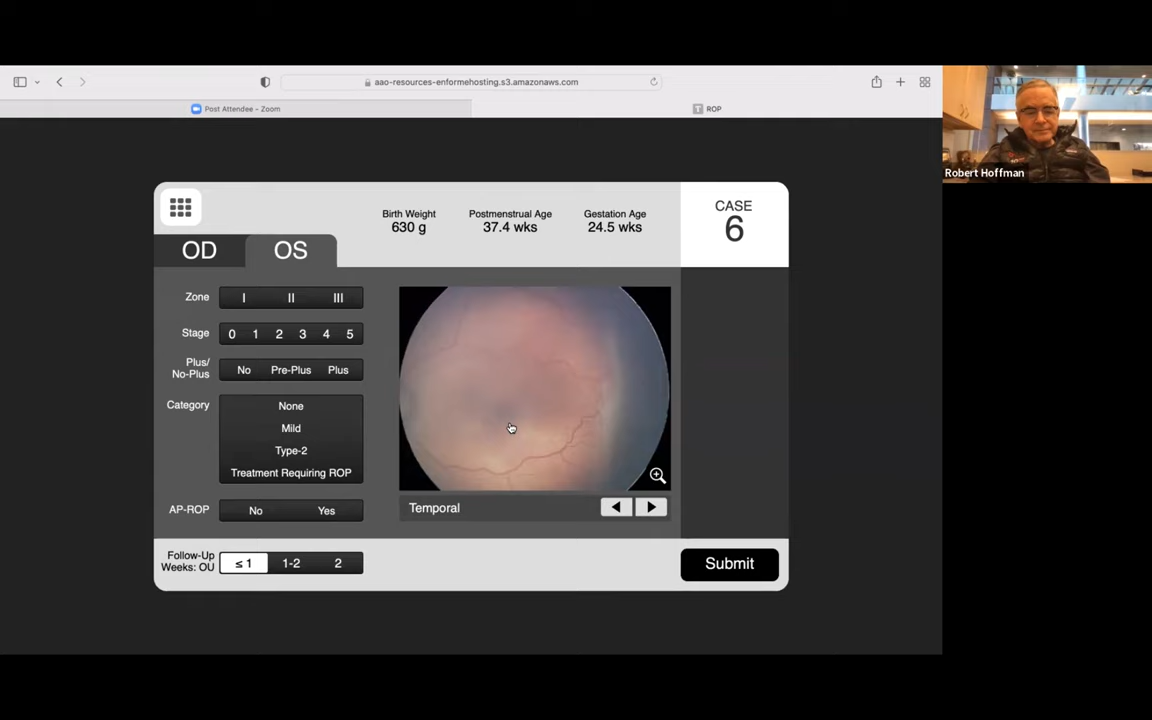 aao-resources-enformehosting.s3.amazonaws.com
Post Attendee - Zoom
T ROP
Robert Hoffman
Birth Weight
630 g
Postmenstrual Age
37.4 wks
Gestation Age
24.5 wks
CASE
6
OD
OS
Zone
I II III
Stage
0 1 2 3 4 5
Plus/
No-Plus
No Pre-Plus Plus
Category
None
Mild
Type-2
Treatment Requiring ROP
AP-ROP
No Yes
Temporal
Follow-Up
Weeks: OU
≤ 1 1-2 2
Submit